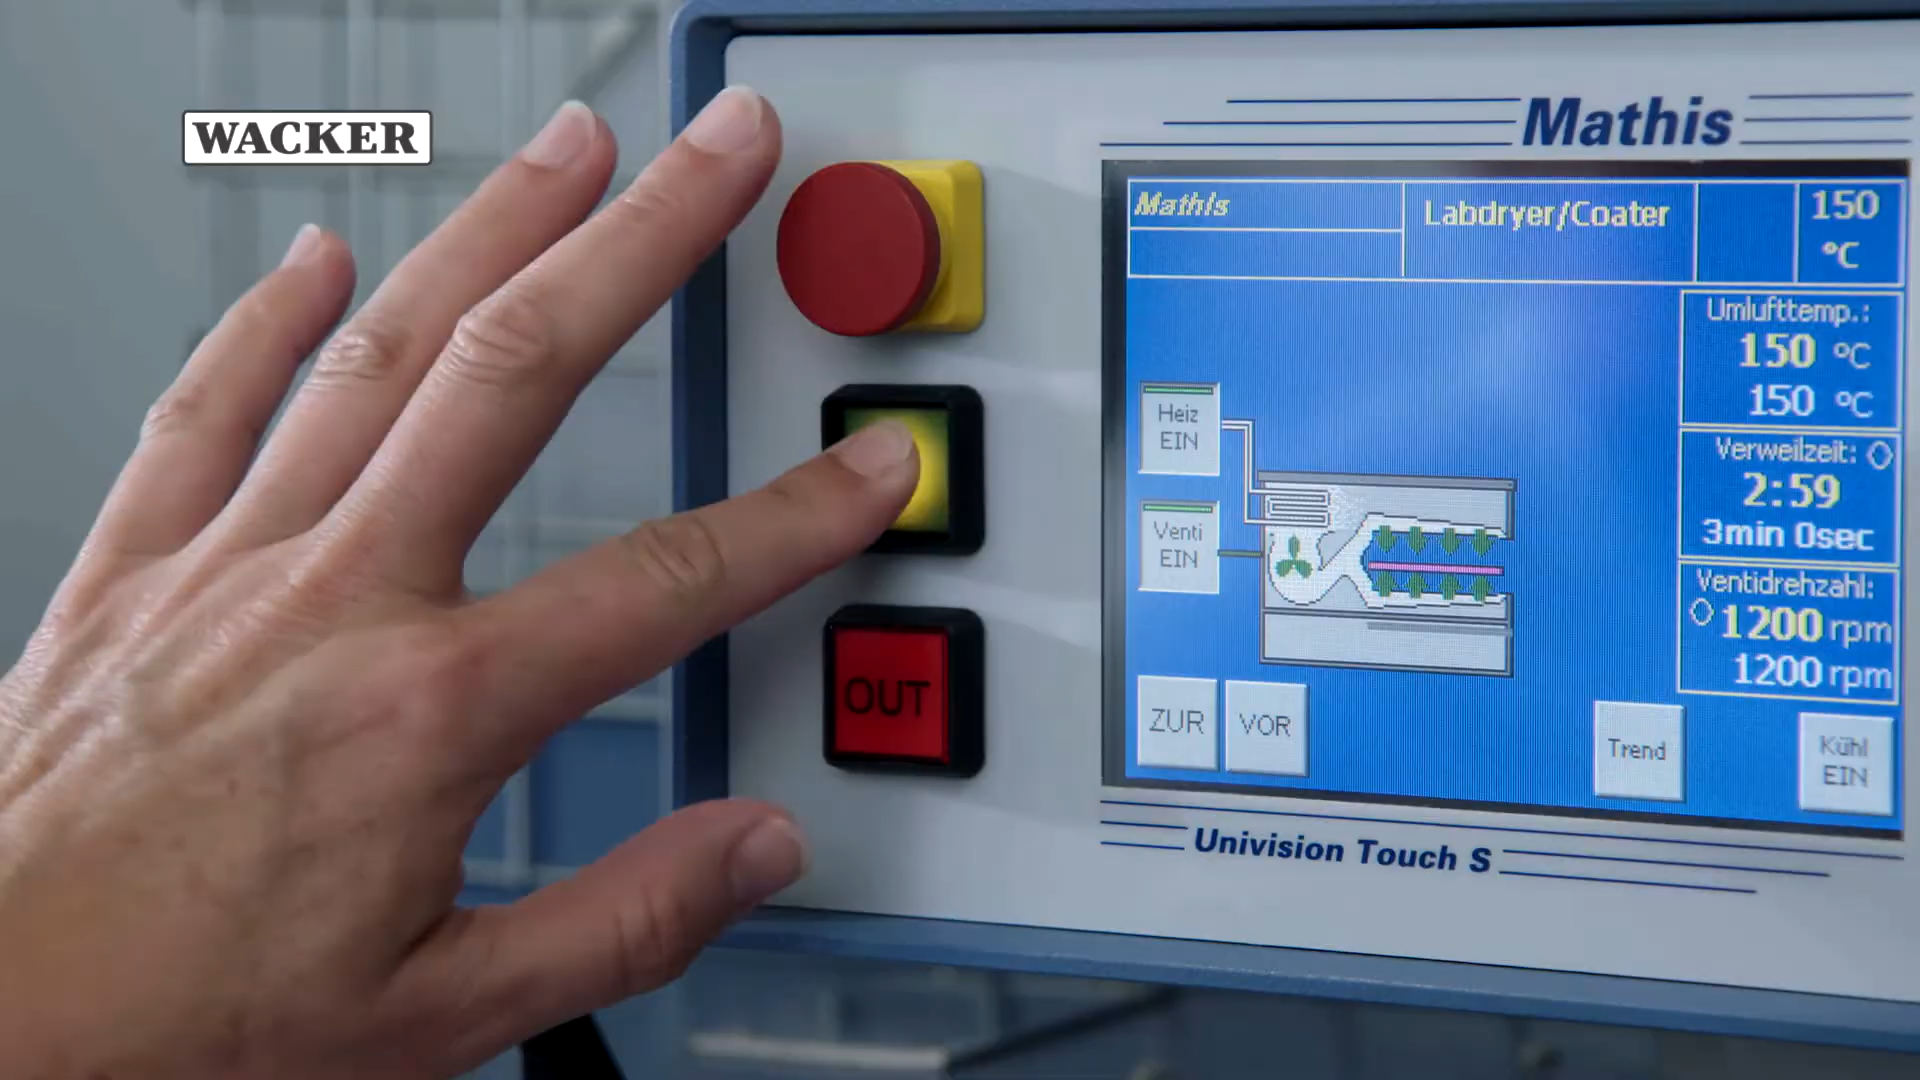 WACKER
Mathis
Mathis
Labdryer/Coater
150
°C
Umlufttemp.:
150 °C
150 °C
Verweilzeit:
2:59
3min 0sec
Ventidrehzahl:
1200 rpm
1200 rpm
Heiz
EIN
Venti
EIN
OUT
ZUR
VOR
Trend
Kühl
EIN
Univision Touch S